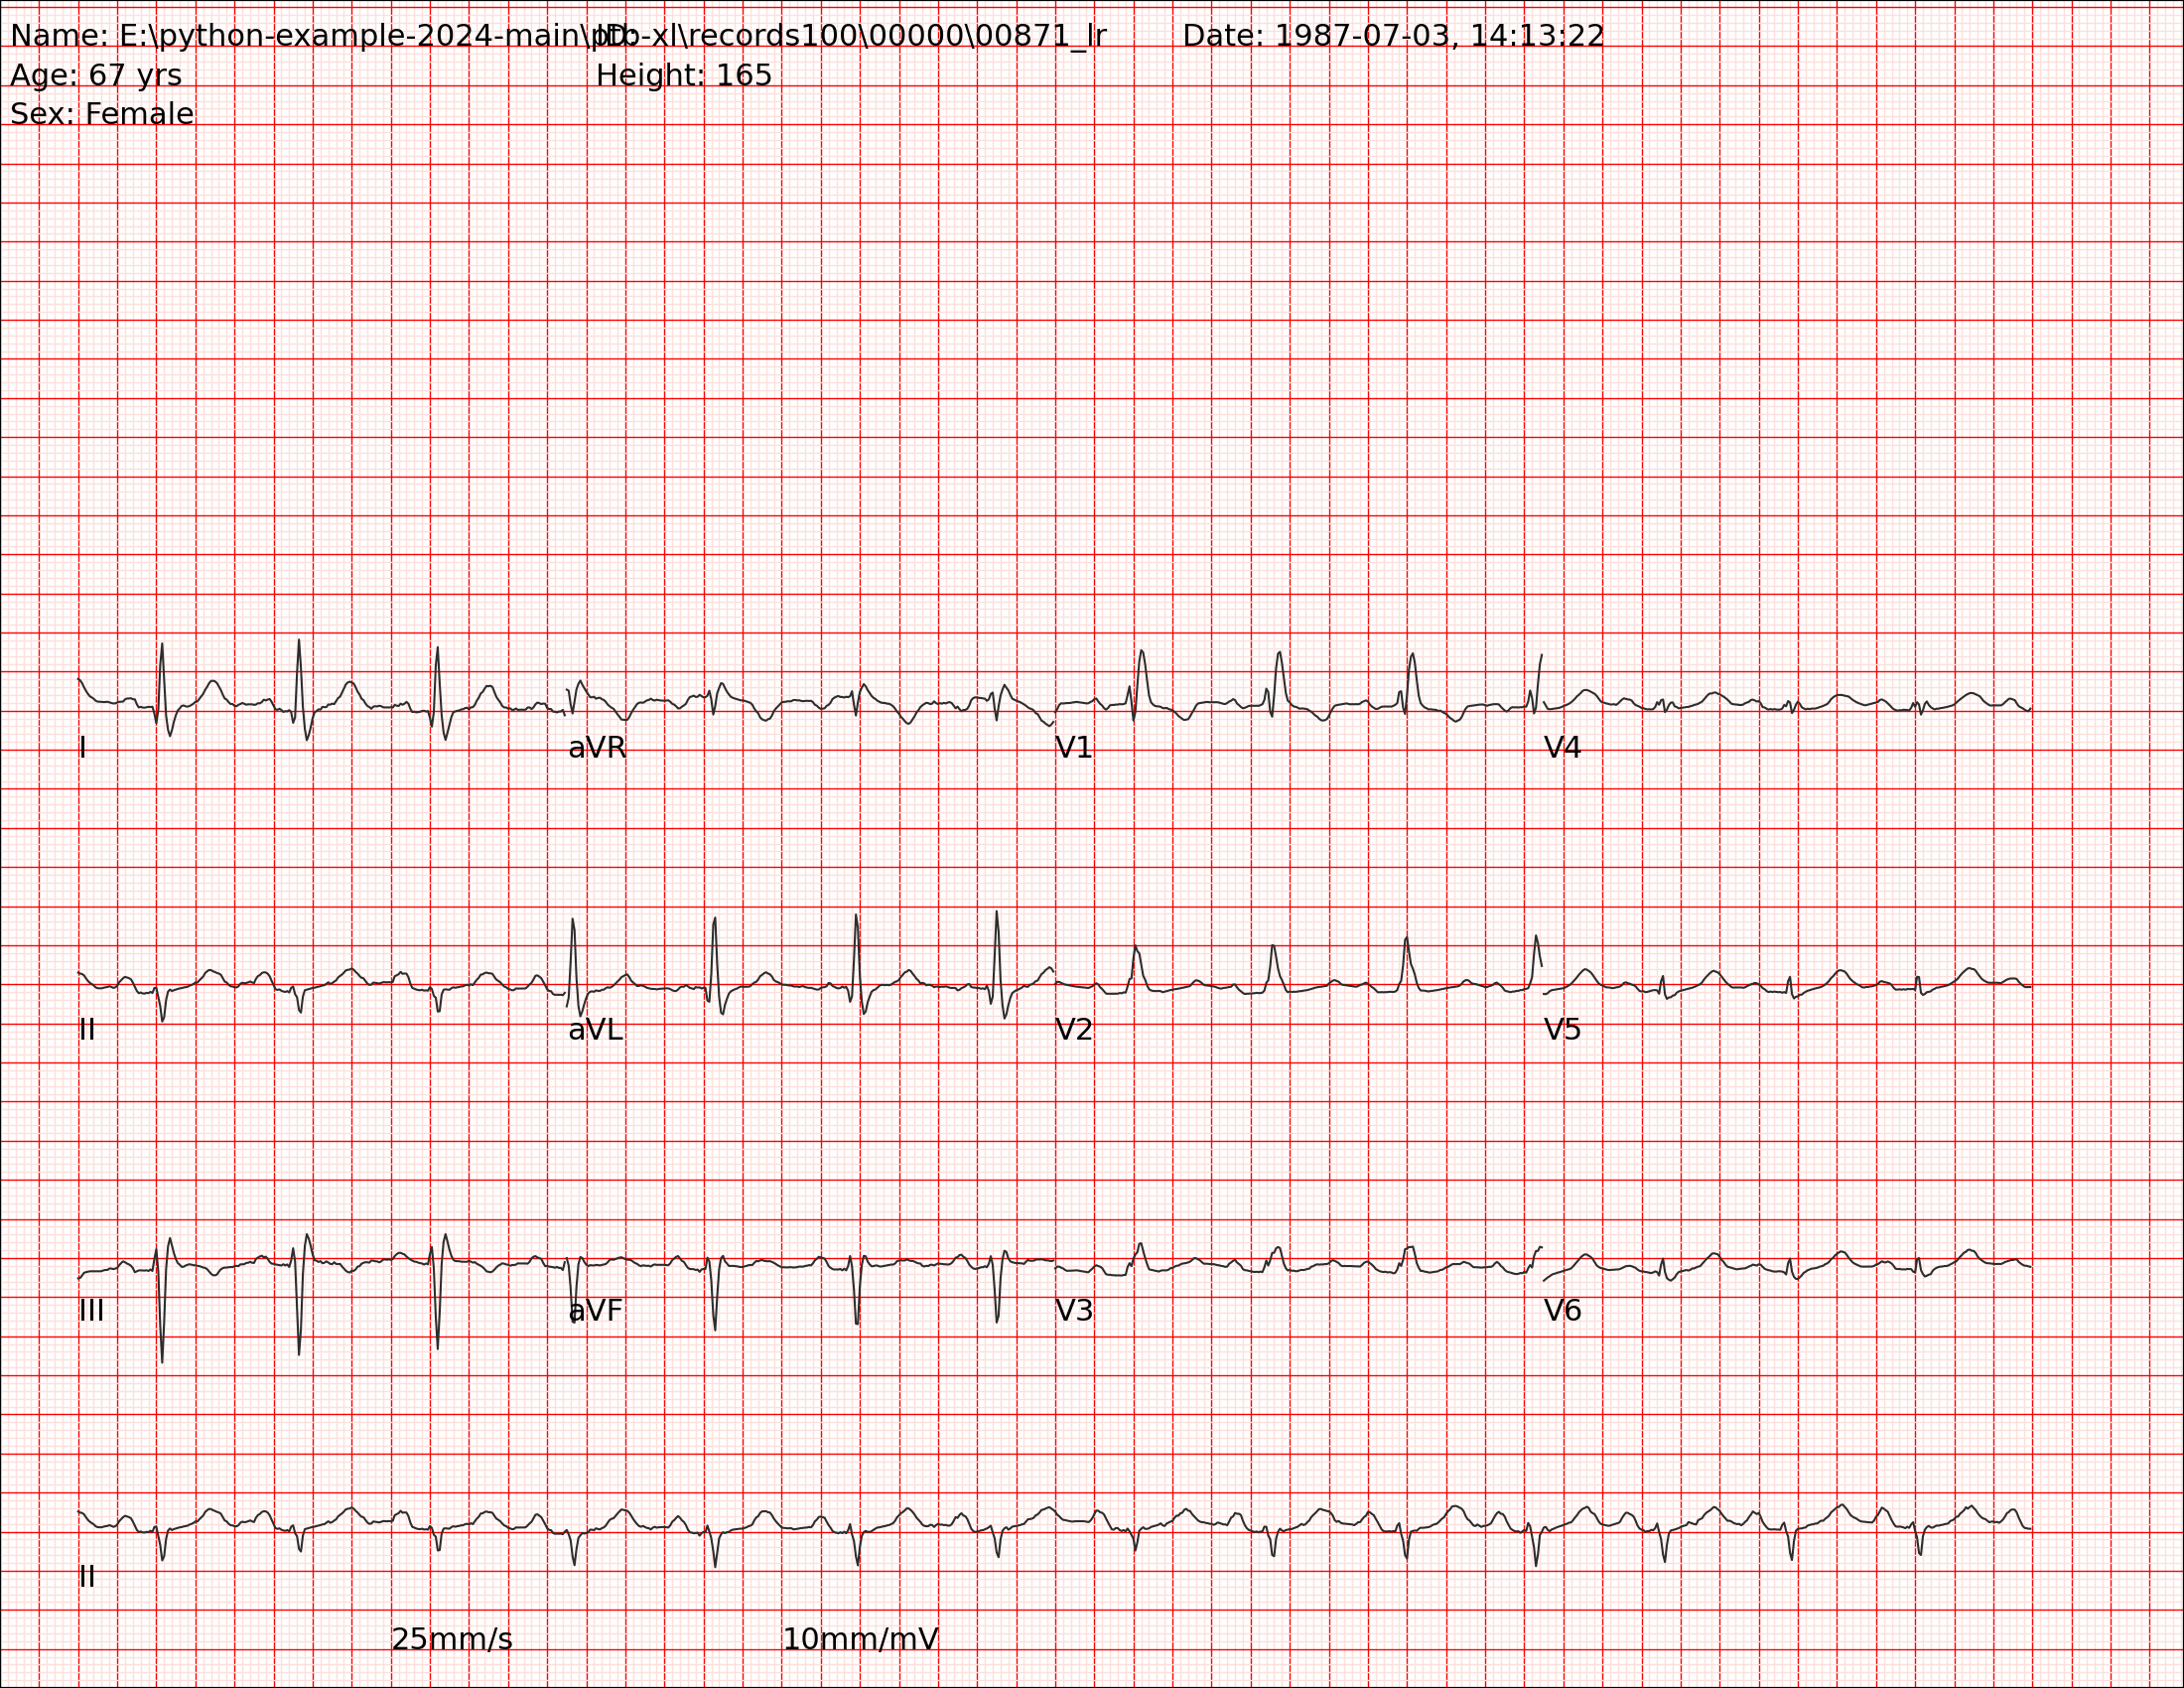 Name: E:\python-example-2024-main\ptb-xl\records100\00000\00871_lr ID: Date: 1987-07-03, 14:13:22
Age: 67 yrs Height: 165
Sex: Female
I aVR V1 V4
II aVL V2 V5
III aVF V3 V6
II
25mm/s 10mm/mV